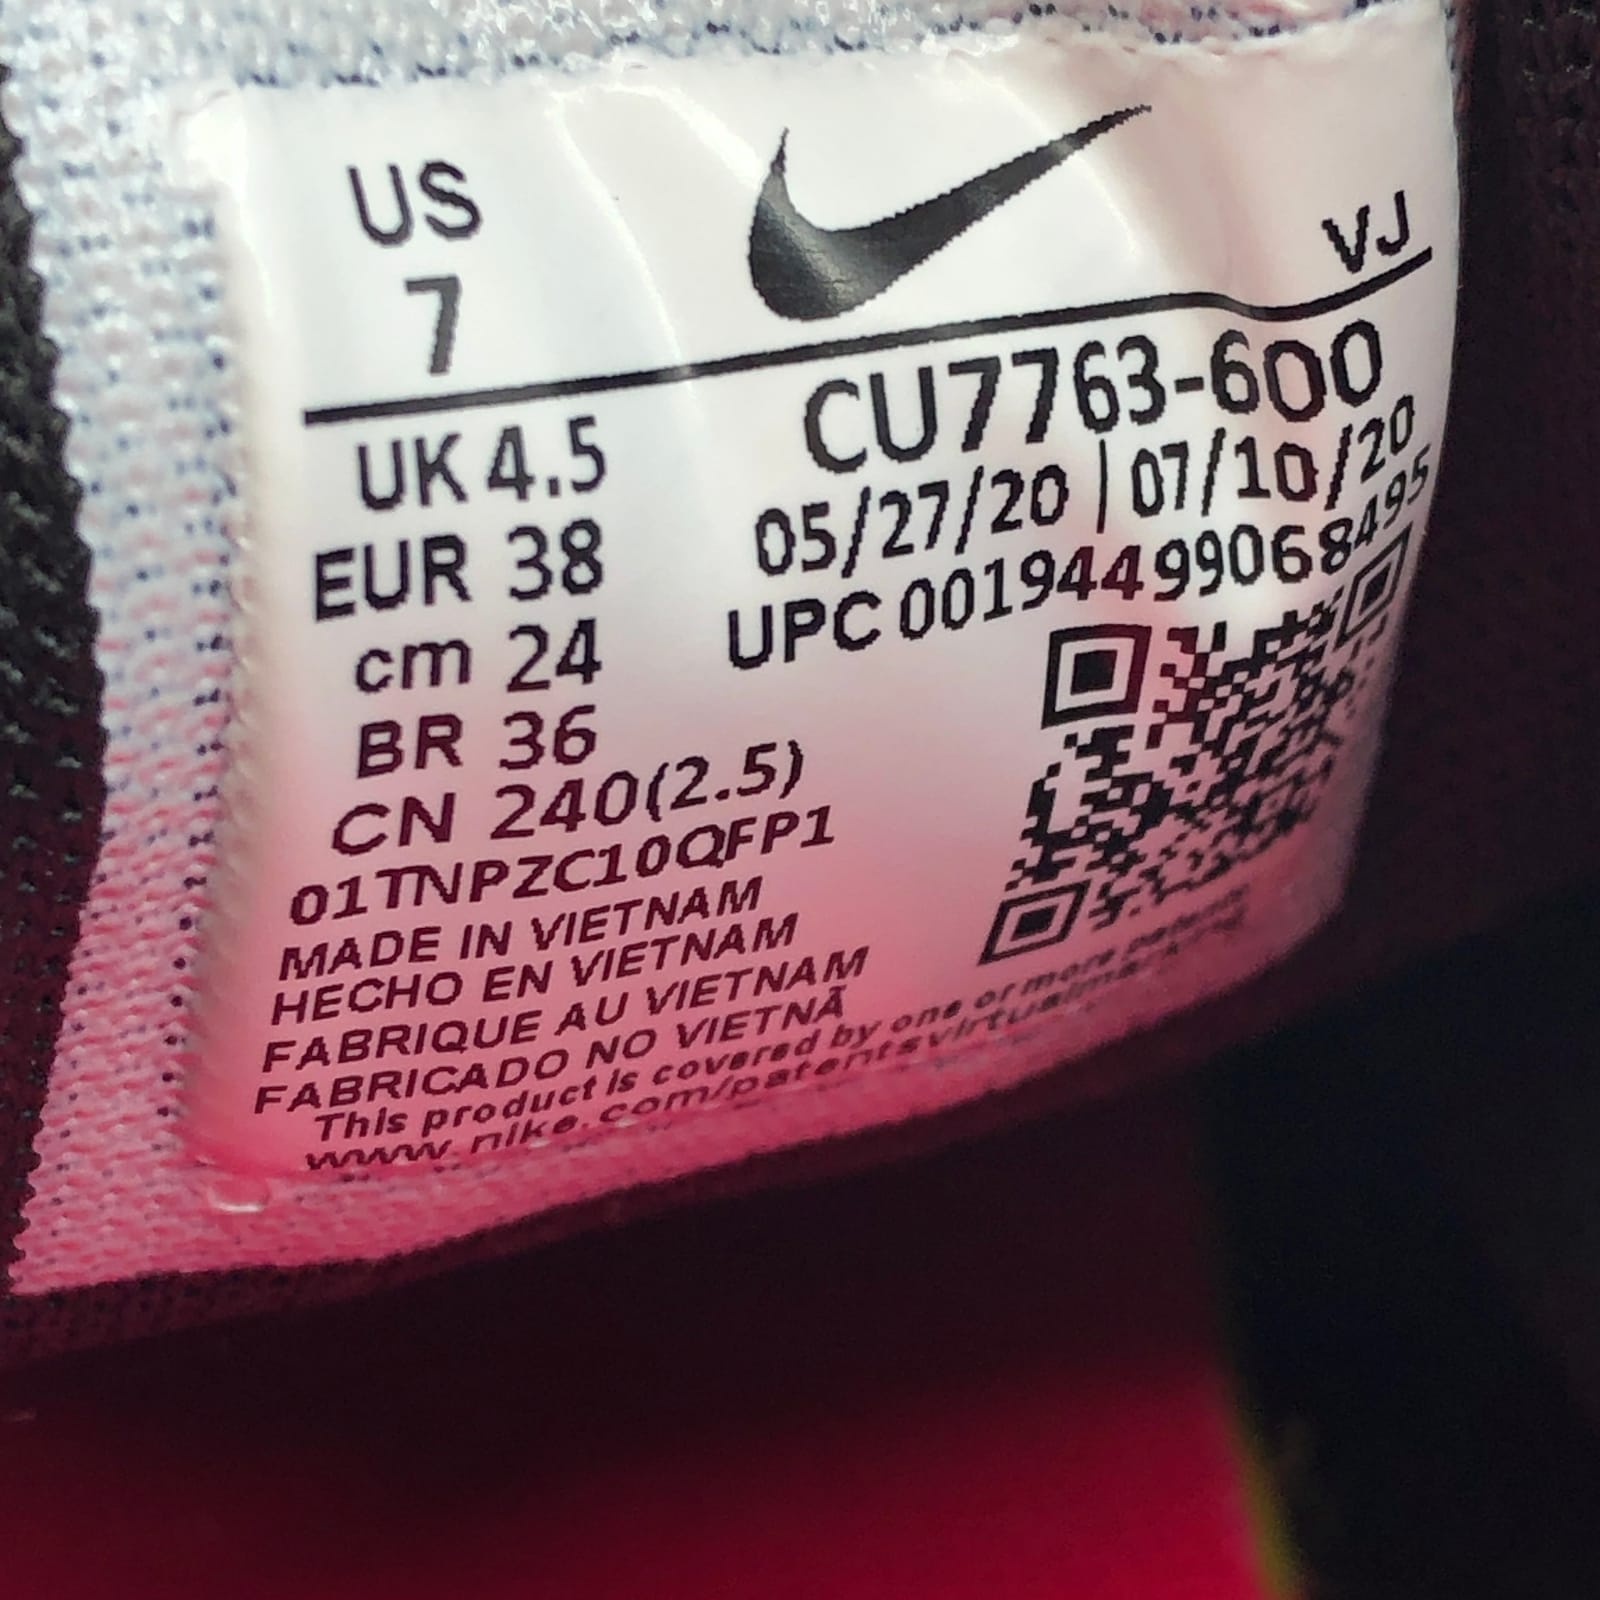 US
7
VJ
UK 4.5
EUR 38
cm 24
BR 36
CN 240(2.5)
CU7763-600
05/27/20 | 07/10/20
UPC 00194499068495
01TNPZC10QFP1
MADE IN VIETNAM
HECHO EN VIETNAM
FABRIQUE AU VIETNAM
FABRICADO NO VIETNÃ
This product is covered by one or more patents
www.nike.com/patentsvirtualmarking